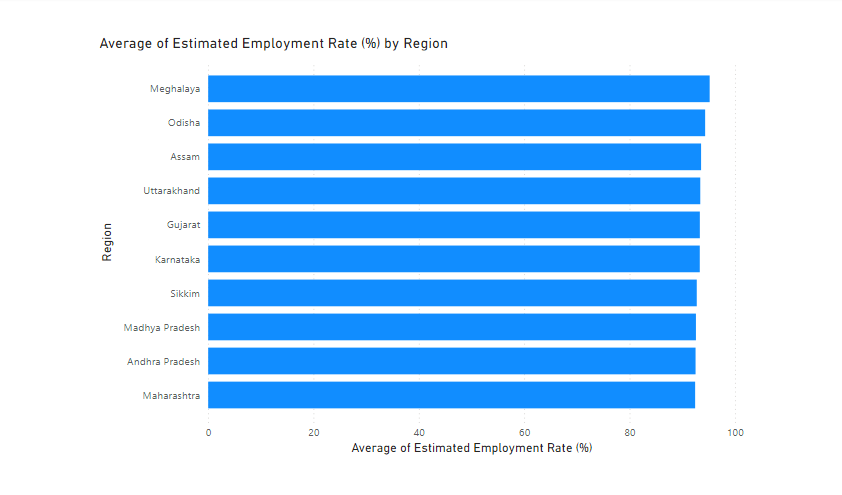 Average of Estimated Employment Rate (%) by Region
Region
Meghalaya
Odisha
Assam
Uttarakhand
Gujarat
Karnataka
Sikkim
Madhya Pradesh
Andhra Pradesh
Maharashtra
0 20 40 60 80 100
Average of Estimated Employment Rate (%)